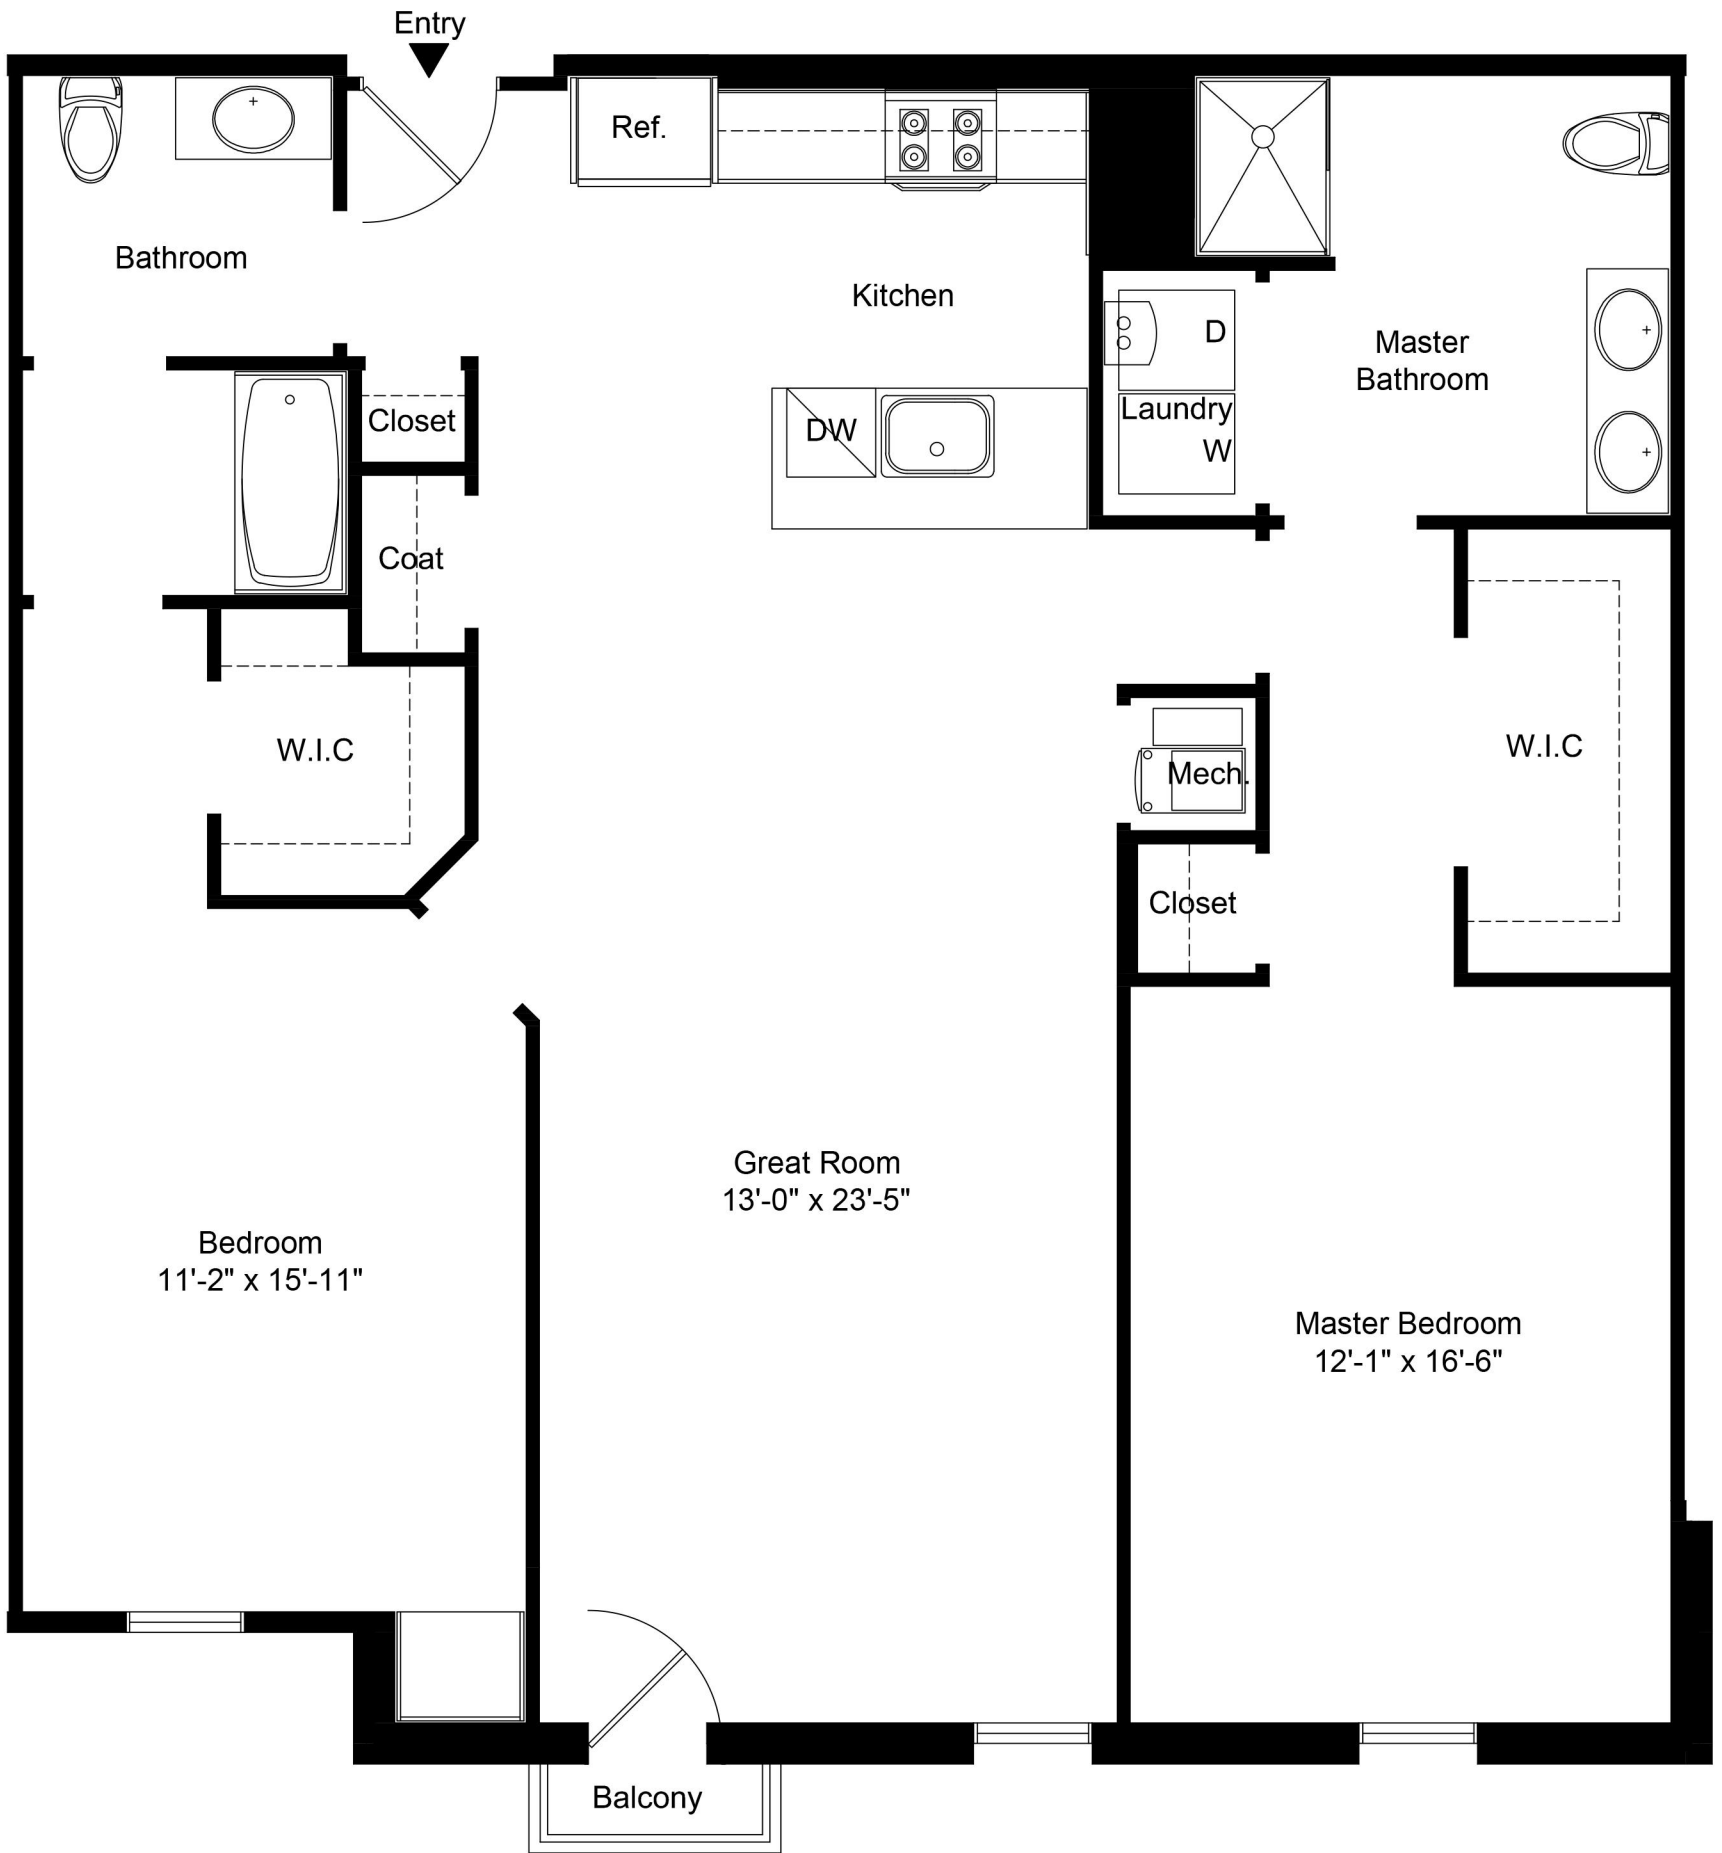 Entry
Ref.
Bathroom
Kitchen
D
Master
Bathroom
Closet
DW
Laundry
W
Coat
W.I.C
W.I.C
Mech.
Closet
Great Room
13'-0" x 23'-5"
Bedroom
11'-2" x 15'-11"
Master Bedroom
12'-1" x 16'-6"
Balcony